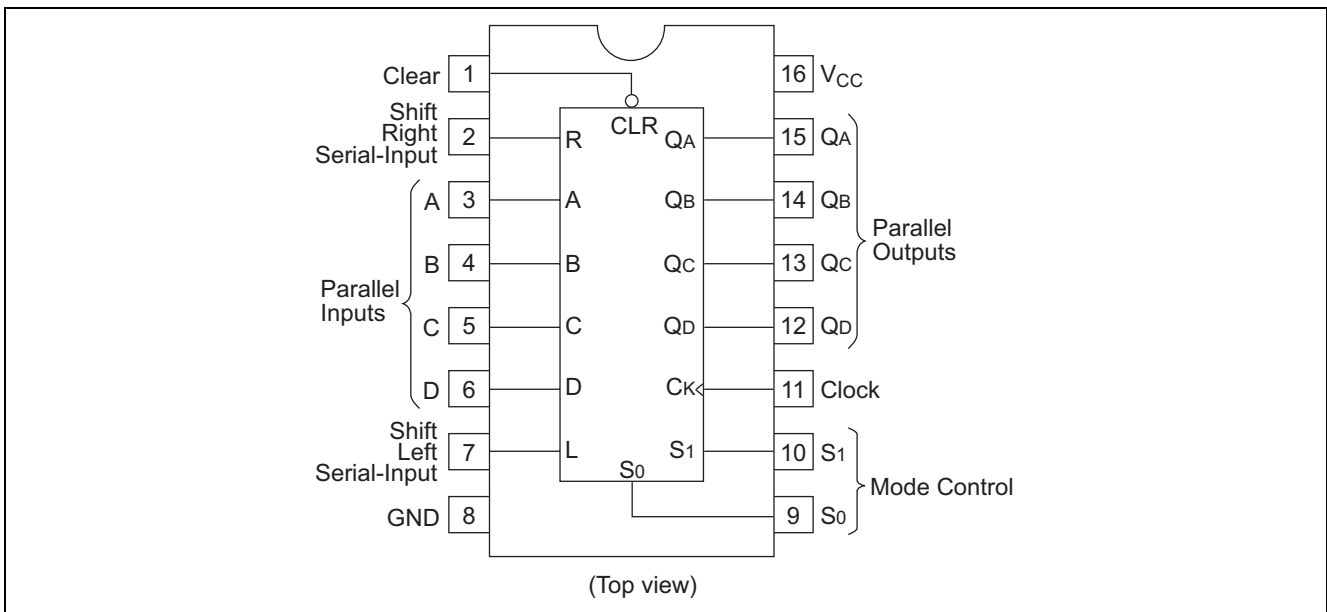 Clear 1
Shift
Right
Serial-Input 2
A 3
B 4
C 5
D 6
Parallel
Inputs
Shift
Left
Serial-Input 7
GND 8
CLR
R
A
B
C
D
L
QA
QB
QC
QD
CK
S1
S0
16 VCC
15 QA
14 QB
13 QC
12 QD
Parallel
Outputs
11 Clock
10 S1
9 S0
Mode Control
(Top view)